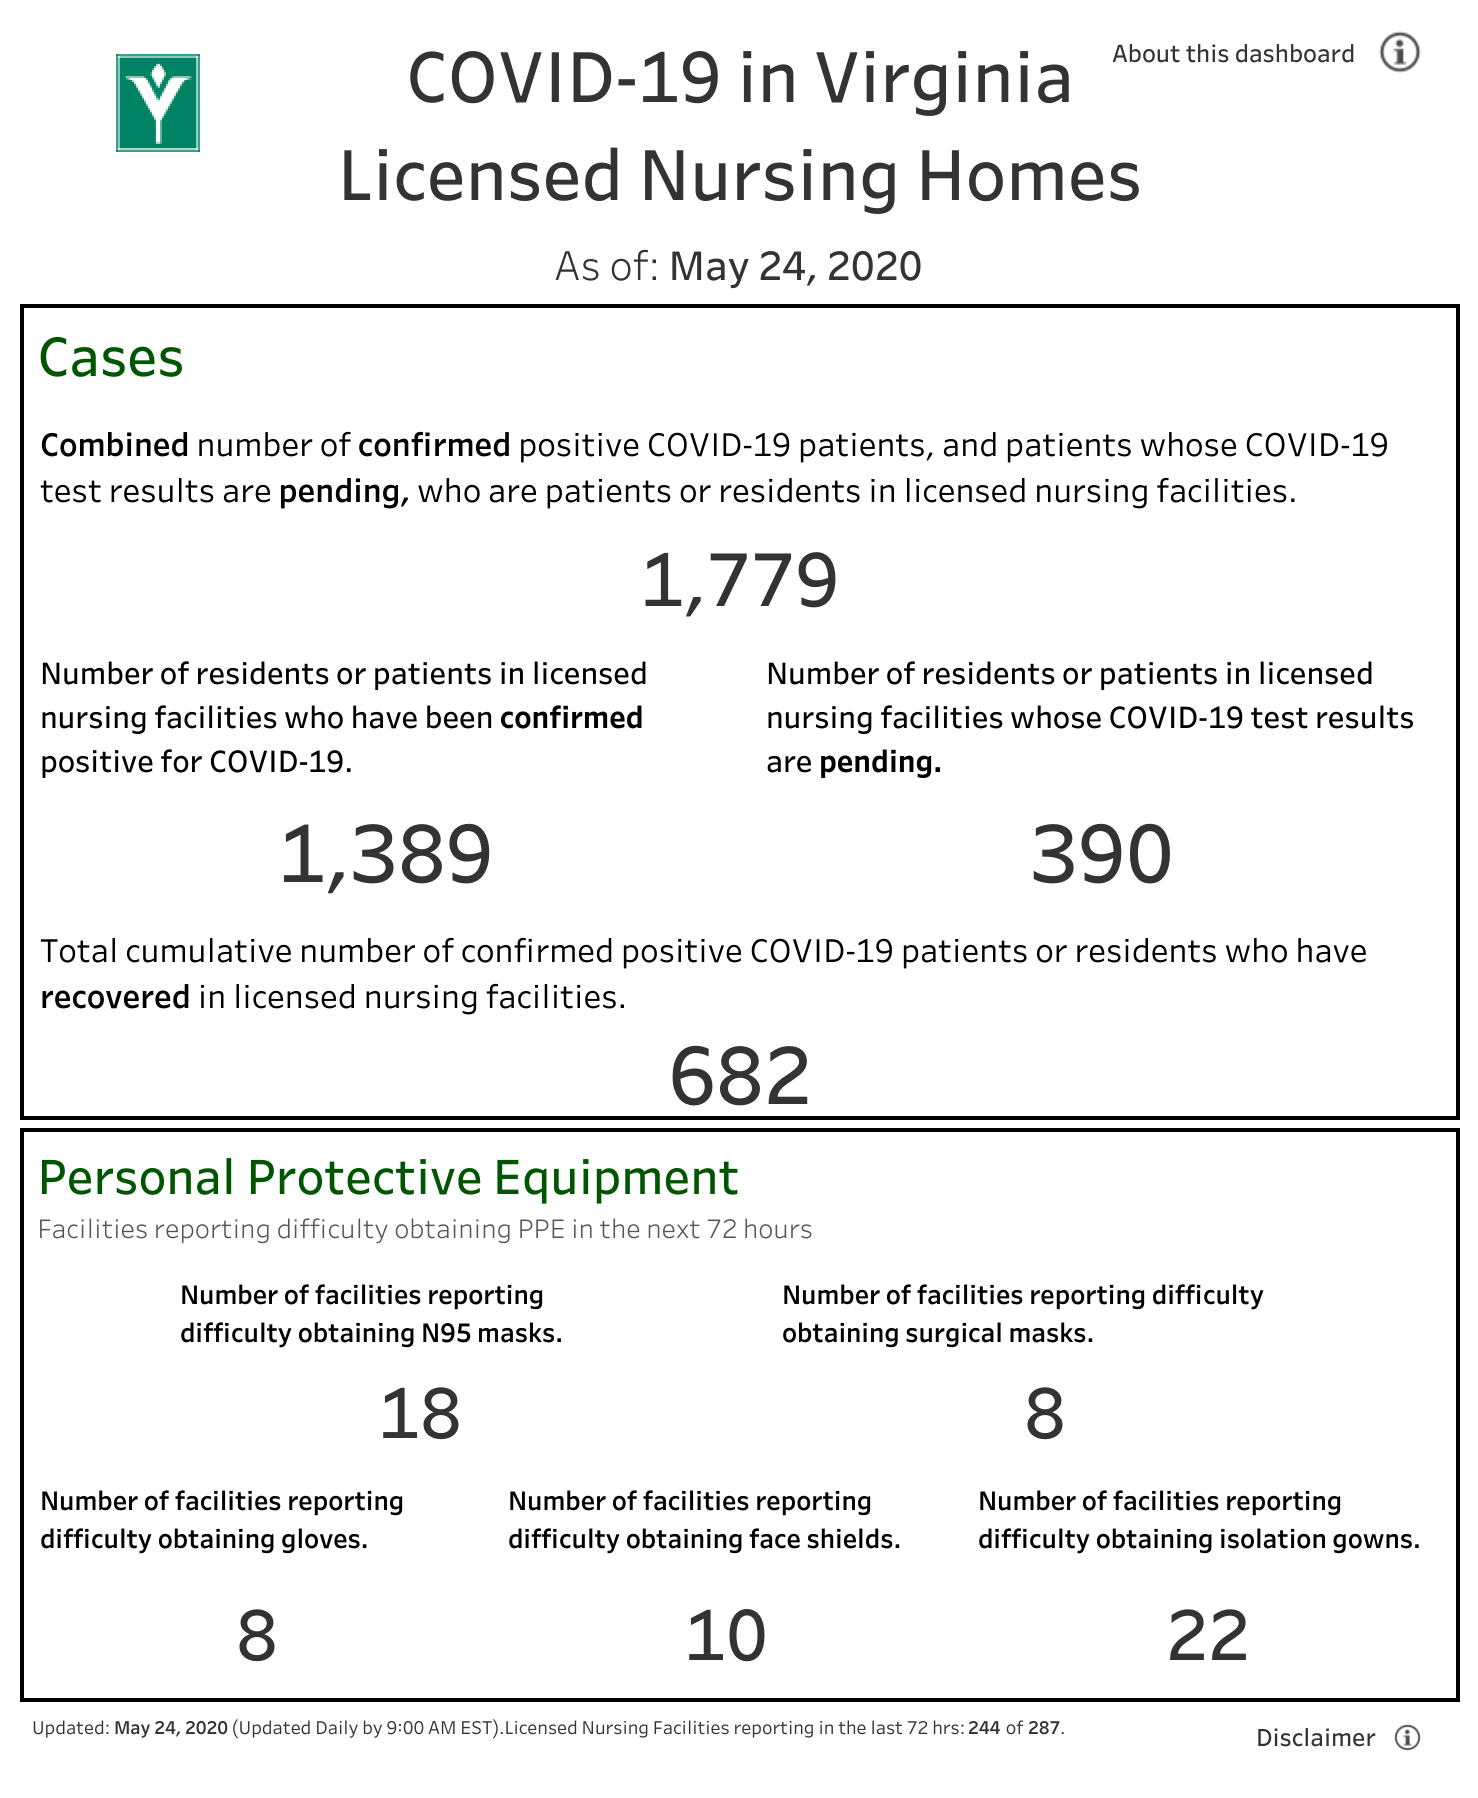 COVID-19 in Virginia
Licensed Nursing Homes
About this dashboard
As of: May 24, 2020
Cases
Combined number of confirmed positive COVID-19 patients, and patients whose COVID-19
test results are pending, who are patients or residents in licensed nursing facilities.
1,779
Number of residents or patients in licensed
nursing facilities who have been confirmed
positive for COVID-19.
1,389
Number of residents or patients in licensed
nursing facilities whose COVID-19 test results
are pending.
390
Total cumulative number of confirmed positive COVID-19 patients or residents who have
recovered in licensed nursing facilities.
682
Personal Protective Equipment
Facilities reporting difficulty obtaining PPE in the next 72 hours
Number of facilities reporting
difficulty obtaining N95 masks.
18
Number of facilities reporting difficulty
obtaining surgical masks.
8
Number of facilities reporting
difficulty obtaining gloves.
8
Number of facilities reporting
difficulty obtaining face shields.
10
Number of facilities reporting
difficulty obtaining isolation gowns.
22
Updated: May 24, 2020 (Updated Daily by 9:00 AM EST).Licensed Nursing Facilities reporting in the last 72 hrs: 244 of 287.
Disclaimer